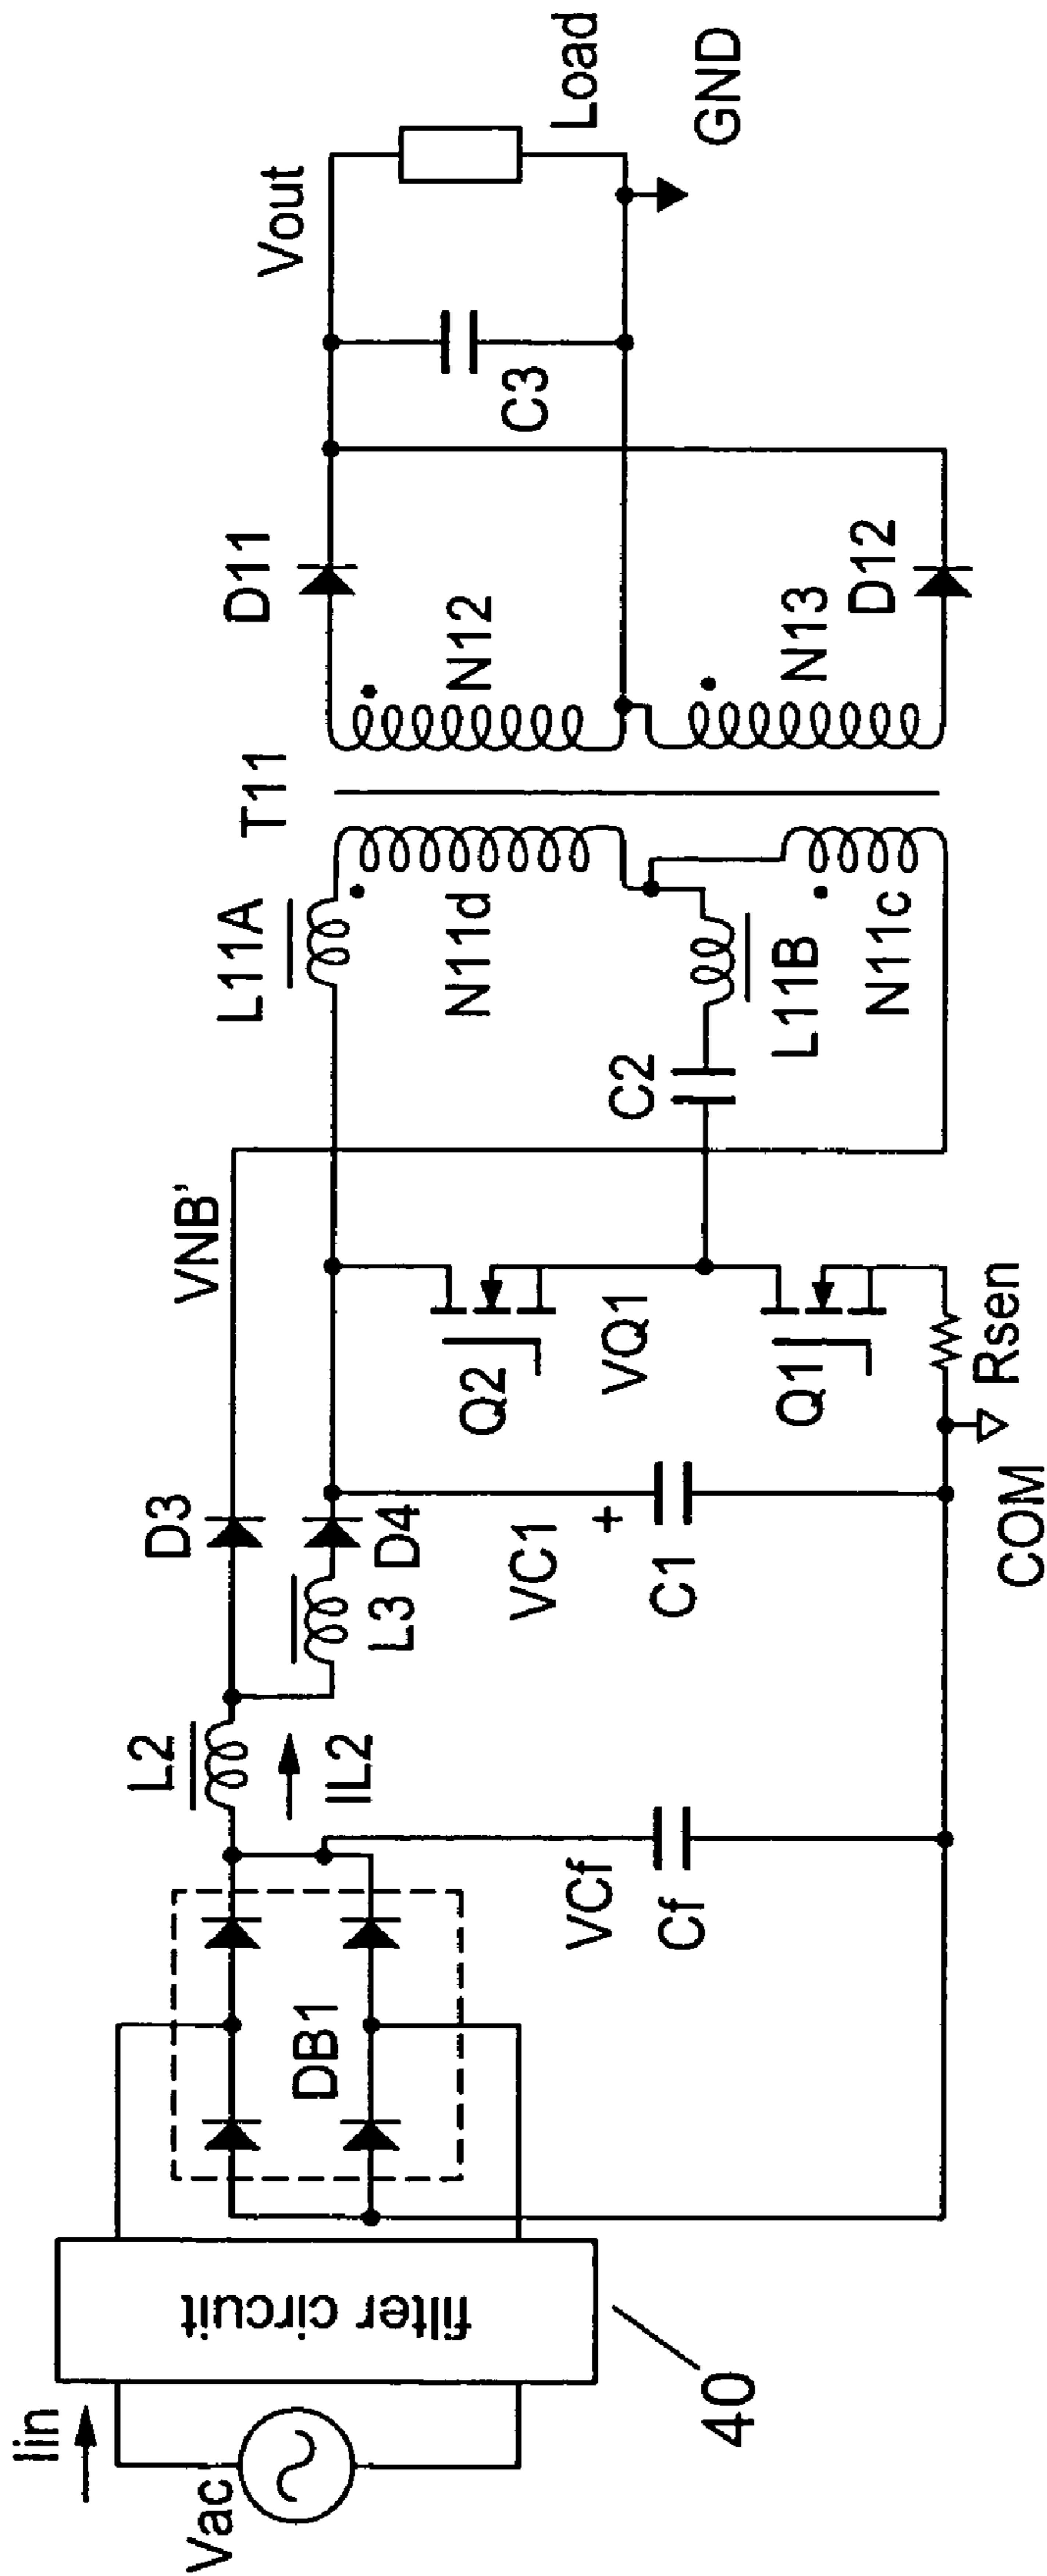 Iin
Vac
filter circuit
40
DB1
L2
IL2
VCf
Cf
D3
L3
D4
VC1
+
C1
COM
VNB'
Q2
VQ1
Q1
Rsen
C2
L11A
N11d
L11B
N11c
T11
N12
N13
D11
D12
C3
Vout
Load
GND